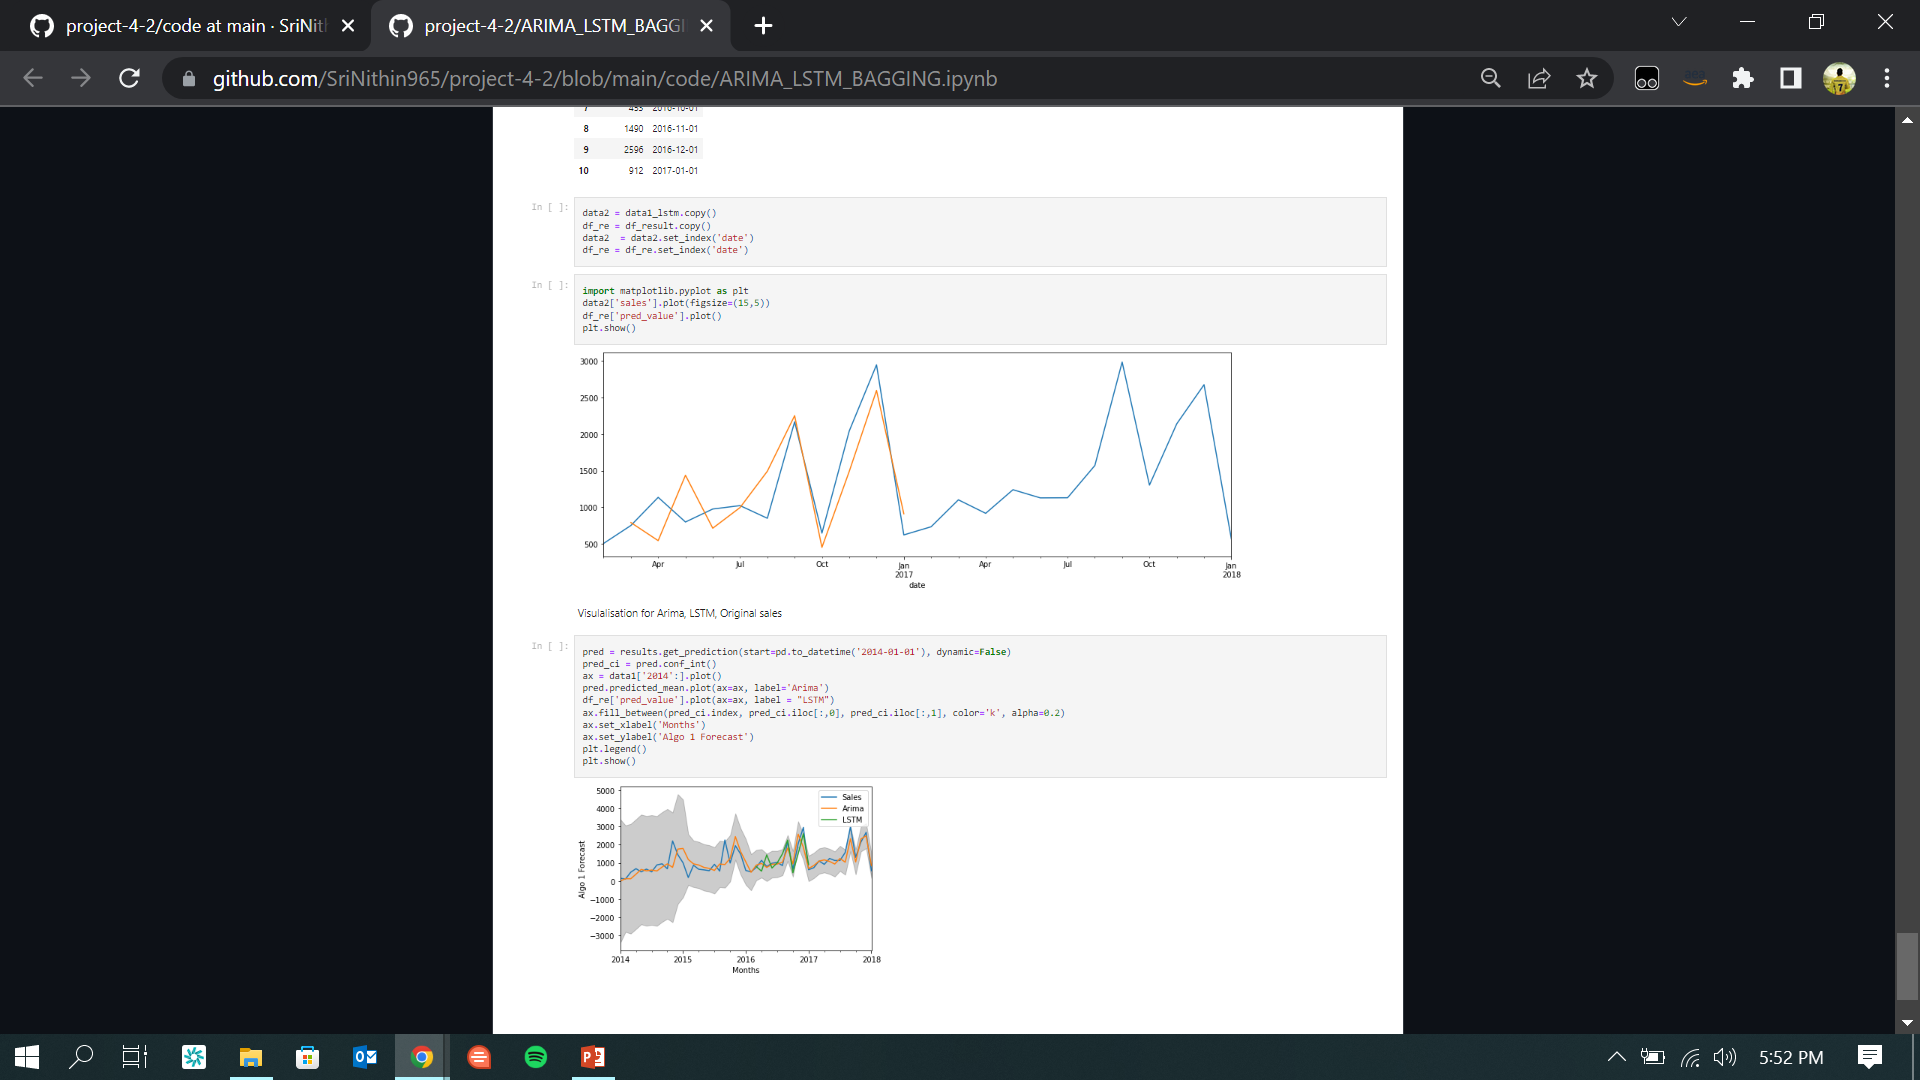 project-4-2/code at main · SriNith
project-4-2/ARIMA_LSTM_BAGGI
github.com/SriNithin965/project-4-2/blob/main/code/ARIMA_LSTM_BAGGING.ipynb
7 453 2016-10-01
8 1490 2016-11-01
9 2596 2016-12-01
10 912 2017-01-01
In [ ]:
data2 = data1_lstm.copy()
df_re = df_result.copy()
data2  = data2.set_index('date')
df_re = df_re.set_index('date')
In [ ]:
import matplotlib.pyplot as plt
data2['sales'].plot(figsize=(15,5))
df_re['pred_value'].plot()
plt.show()
3000
2500
2000
1500
1000
500
Apr Jul Oct Jan Apr Jul Oct Jan
2017 2018
date
Visulalisation for Arima, LSTM, Original sales
In [ ]:
pred = results.get_prediction(start=pd.to_datetime('2014-01-01'), dynamic=False)
pred_ci = pred.conf_int()
ax = data1['2014':].plot()
pred.predicted_mean.plot(ax=ax, label='Arima')
df_re['pred_value'].plot(ax=ax, label = "LSTM")
ax.fill_between(pred_ci.index, pred_ci.iloc[:,0], pred_ci.iloc[:,1], color='k', alpha=0.2)
ax.set_xlabel('Months')
ax.set_ylabel('Algo 1 Forecast')
plt.legend()
plt.show()
Sales
Arima
LSTM
5000
4000
3000
2000
1000
0
−1000
−2000
−3000
Algo 1 Forecast
2014 2015 2016 2017 2018
Months
5:52 PM